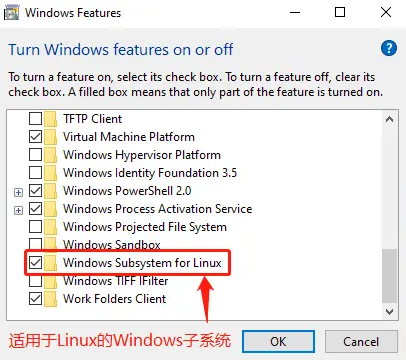 Windows Features
Turn Windows features on or off
To turn a feature on, select its check box. To turn a feature off, clear its
check box. A filled box means that only part of the feature is turned on.
TFTP Client
Virtual Machine Platform
Windows Hypervisor Platform
Windows Identity Foundation 3.5
Windows PowerShell 2.0
Windows Process Activation Service
Windows Projected File System
Windows Sandbox
Windows Subsystem for Linux
Windows TIFF IFilter
Work Folders Client
适用于Linux的Windows子系统
OK
Cancel